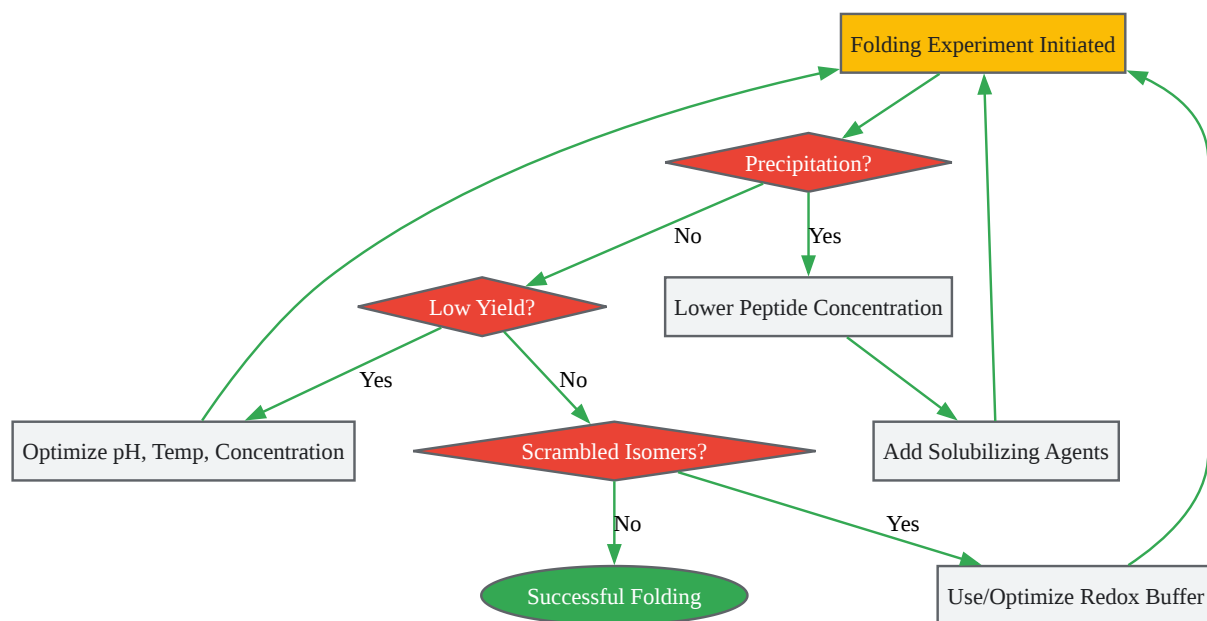 Folding Experiment Initiated
Precipitation?
No
Yes
Low Yield?
Lower Peptide Concentration
Yes
No
Optimize pH, Temp, Concentration
Scrambled Isomers?
Add Solubilizing Agents
No
Yes
Successful Folding
Use/Optimize Redox Buffer